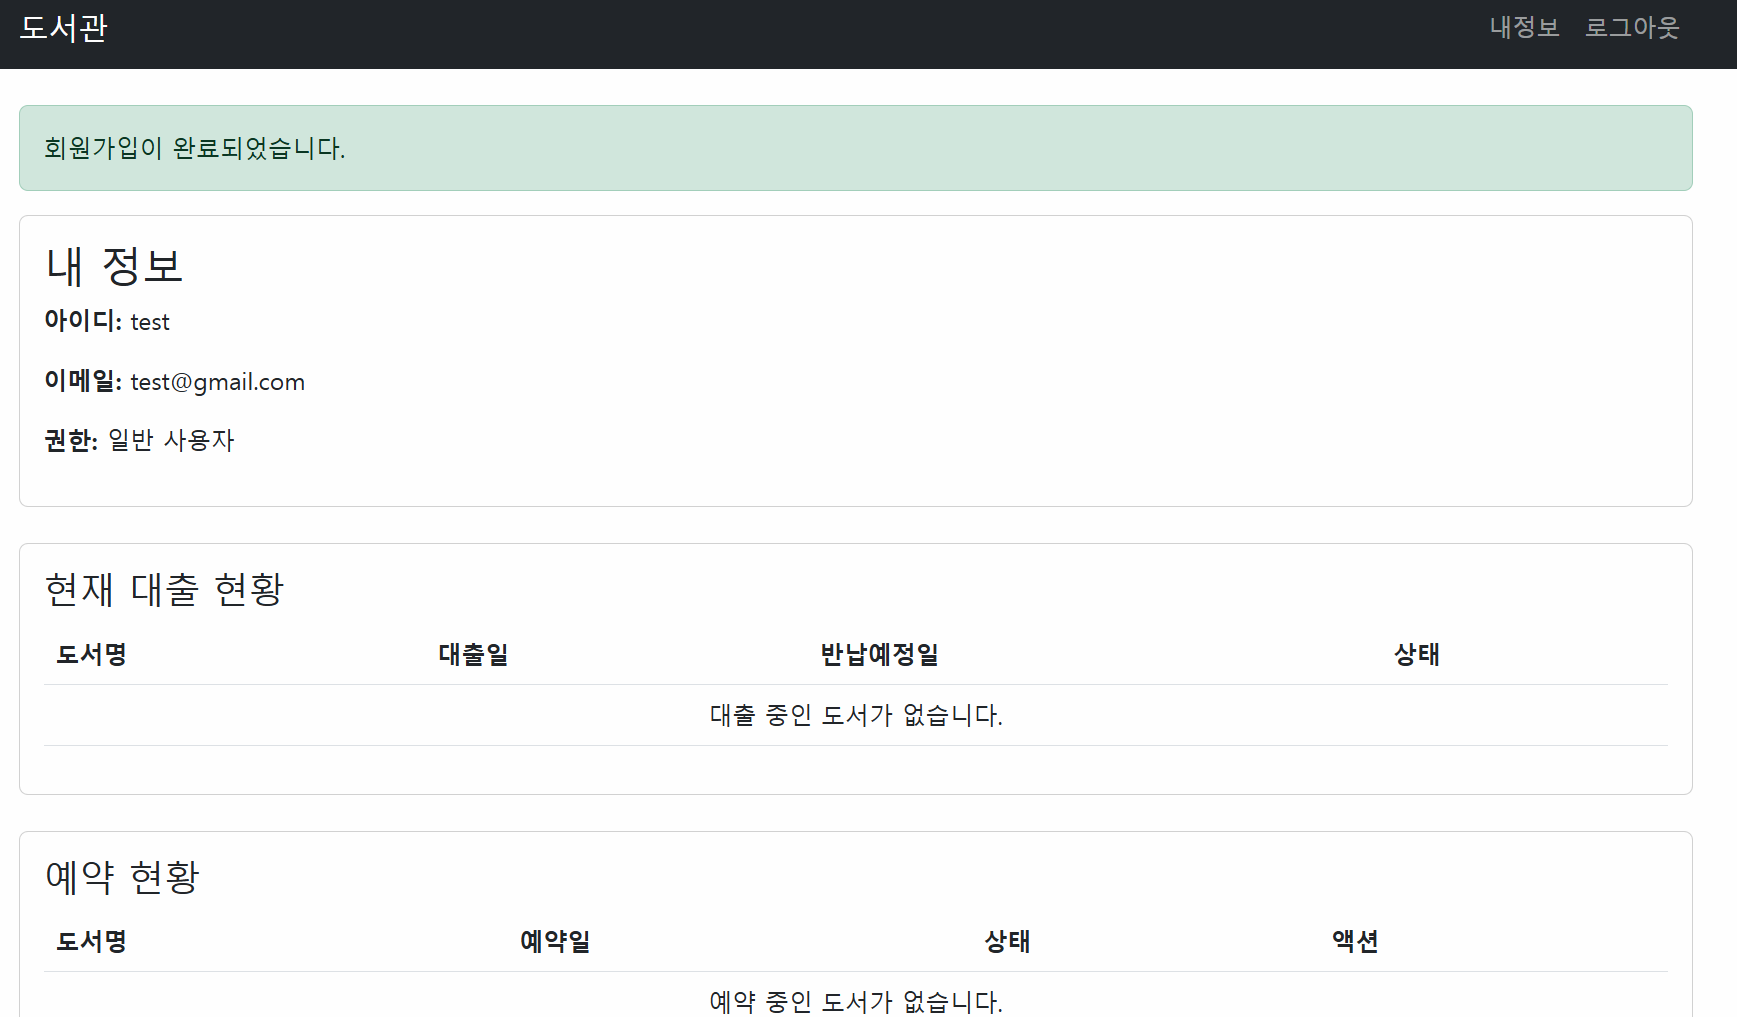 도서관 내정보 로그아웃
회원가입이 완료되었습니다.
내 정보
아이디: test
이메일: test@gmail.com
권한: 일반 사용자
현재 대출 현황
도서명 대출일 반납예정일 상태
대출 중인 도서가 없습니다.
예약 현황
도서명 예약일 상태 액션
예약 중인 도서가 없습니다.